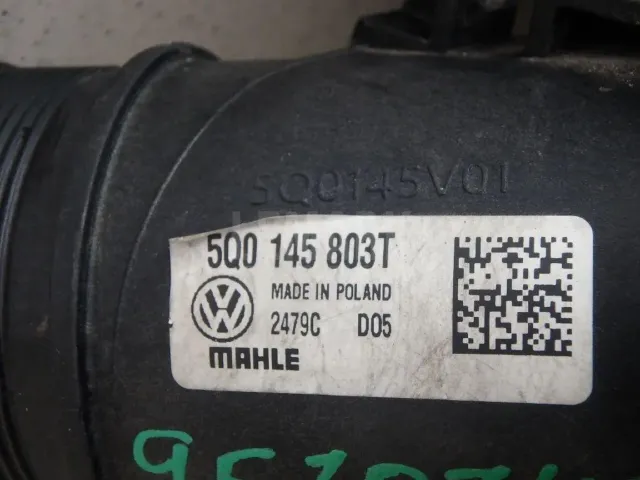 5Q0145V01
5Q0 145 803T
MADE IN POLAND
2479C D05
MAHLE